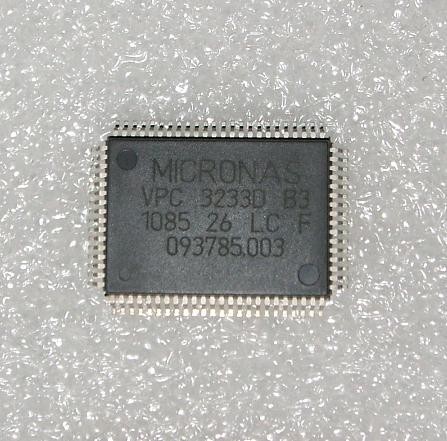 MICRONAS
VPC 3233D B3
1085 26 LC F
093785.003